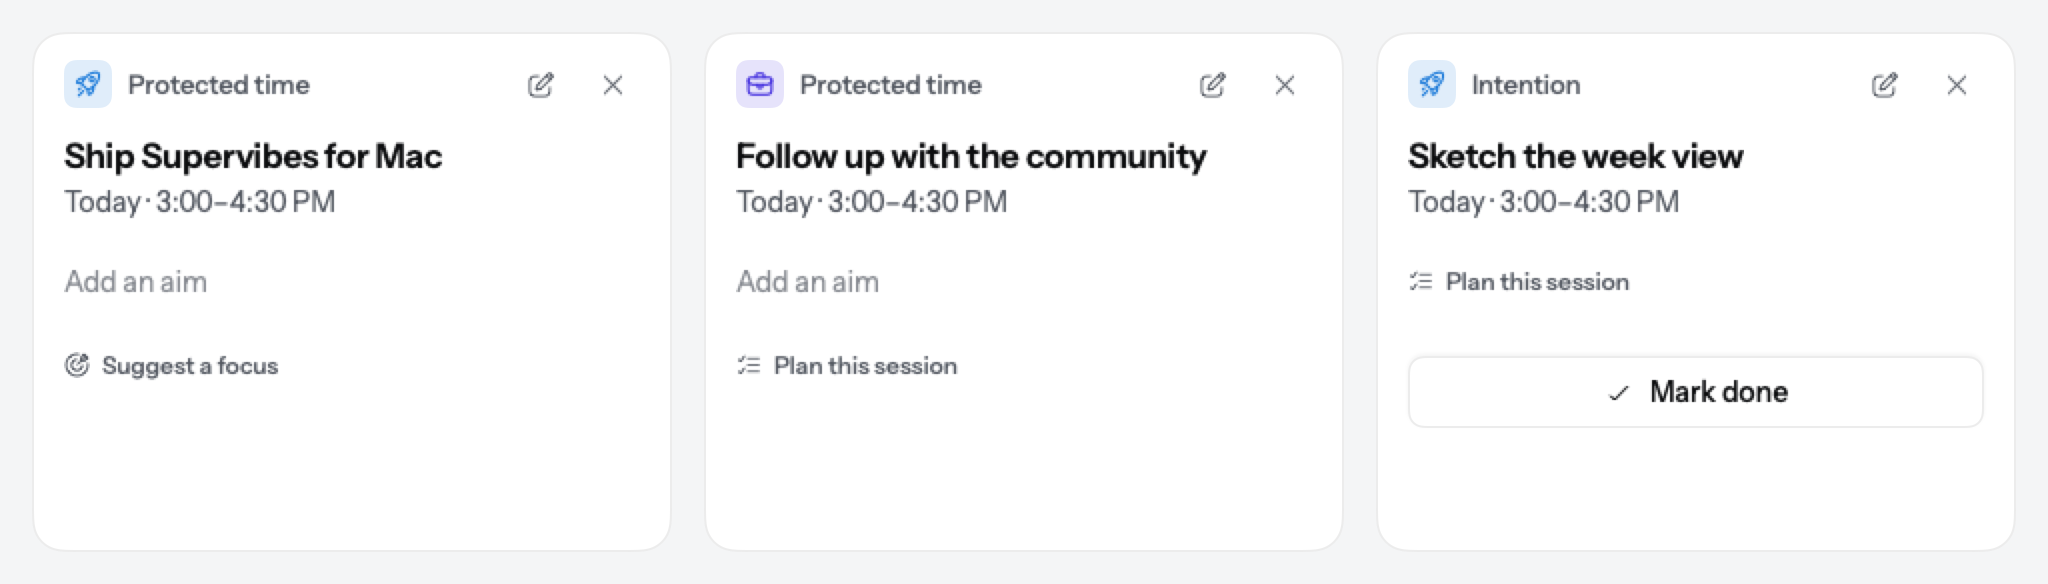 Protected time
Ship Supervibes for Mac
Today · 3:00–4:30 PM
Add an aim
Suggest a focus
Protected time
Follow up with the community
Today · 3:00–4:30 PM
Add an aim
Plan this session
Intention
Sketch the week view
Today · 3:00–4:30 PM
Plan this session
Mark done